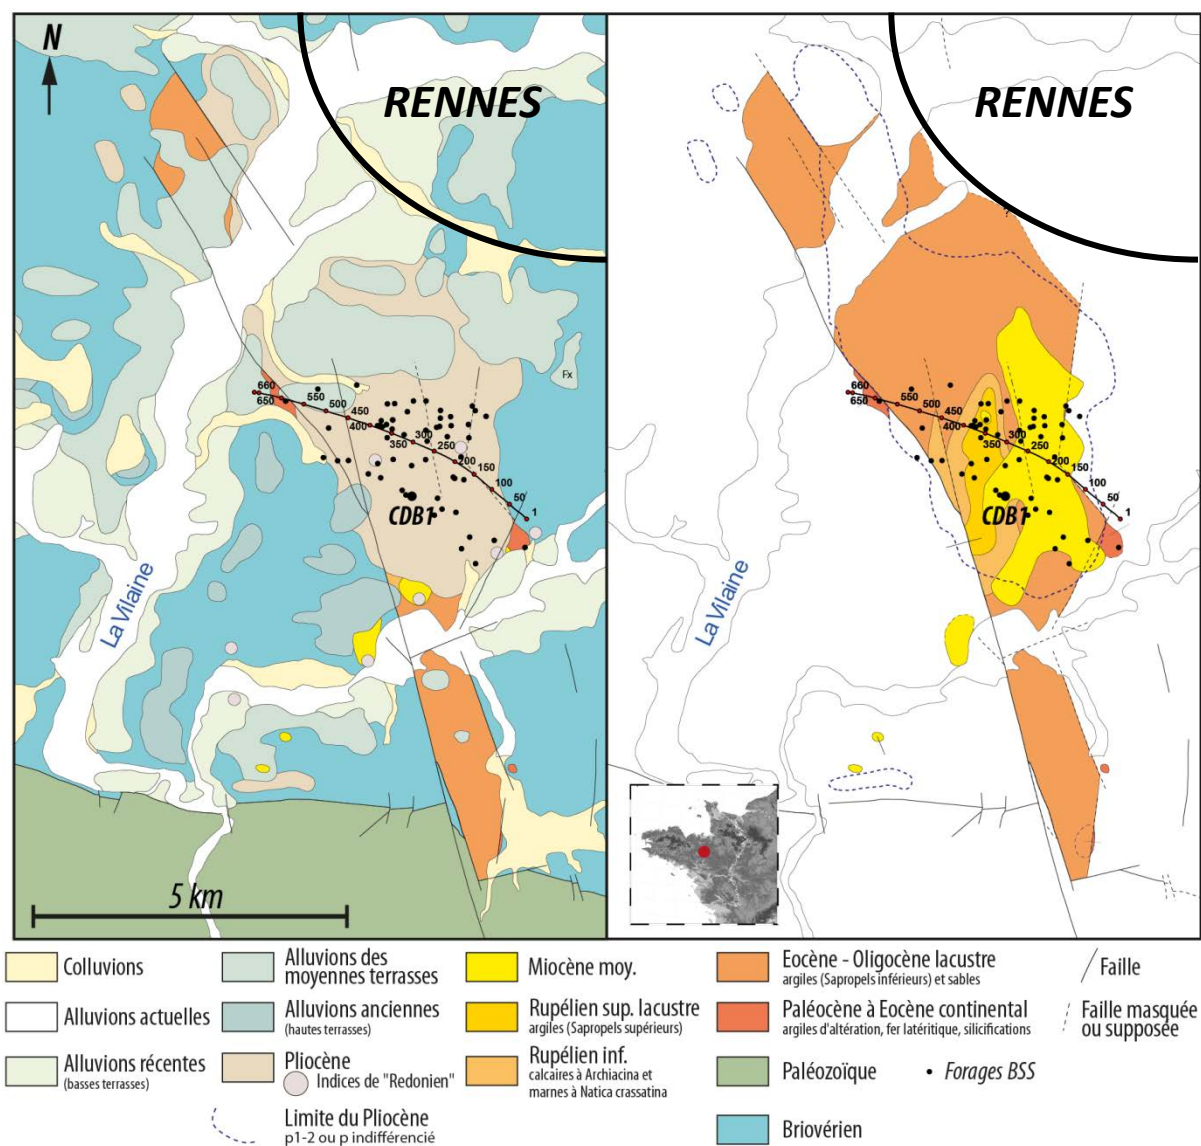 N
RENNES
Fx
660
650
550
500
450
400
350
300
250
200
150
100
50
1
CDB1
La Vilaine
5 km
RENNES
660
650
550
500
450
400
350
300
250
200
150
100
50
1
CDB1
La Vilaine
Colluvions
Alluvions actuelles
Alluvions récentes
(basses terrasses)
Alluvions des
moyennes terrasses
Alluvions anciennes
(hautes terrasses)
Pliocène
Indices de "Redonien"
Limite du Pliocène
p1-2 ou p indifférencié
Miocène moy.
Rupélien sup. lacustre
argiles (Sapropels supérieurs)
Rupélien inf.
calcaires à Archiacina et
marnes à Natica crassatina
Eocène - Oligocène lacustre
argiles (Sapropels inférieurs) et sables
Paléocène à Eocène continental
argiles d'altération, fer latéritique, silicifications
Paléozoïque
Briovérien
Faille
Faille masquée
ou supposée
Forages BSS